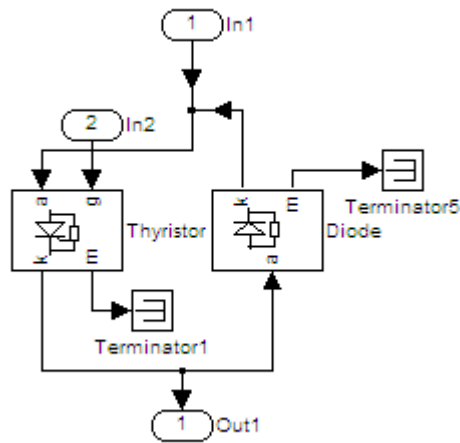 1
In1
2
In2
a
g
Thyristor
k
m
Terminator1
k
m
Terminator5
Diode
a
1
Out1